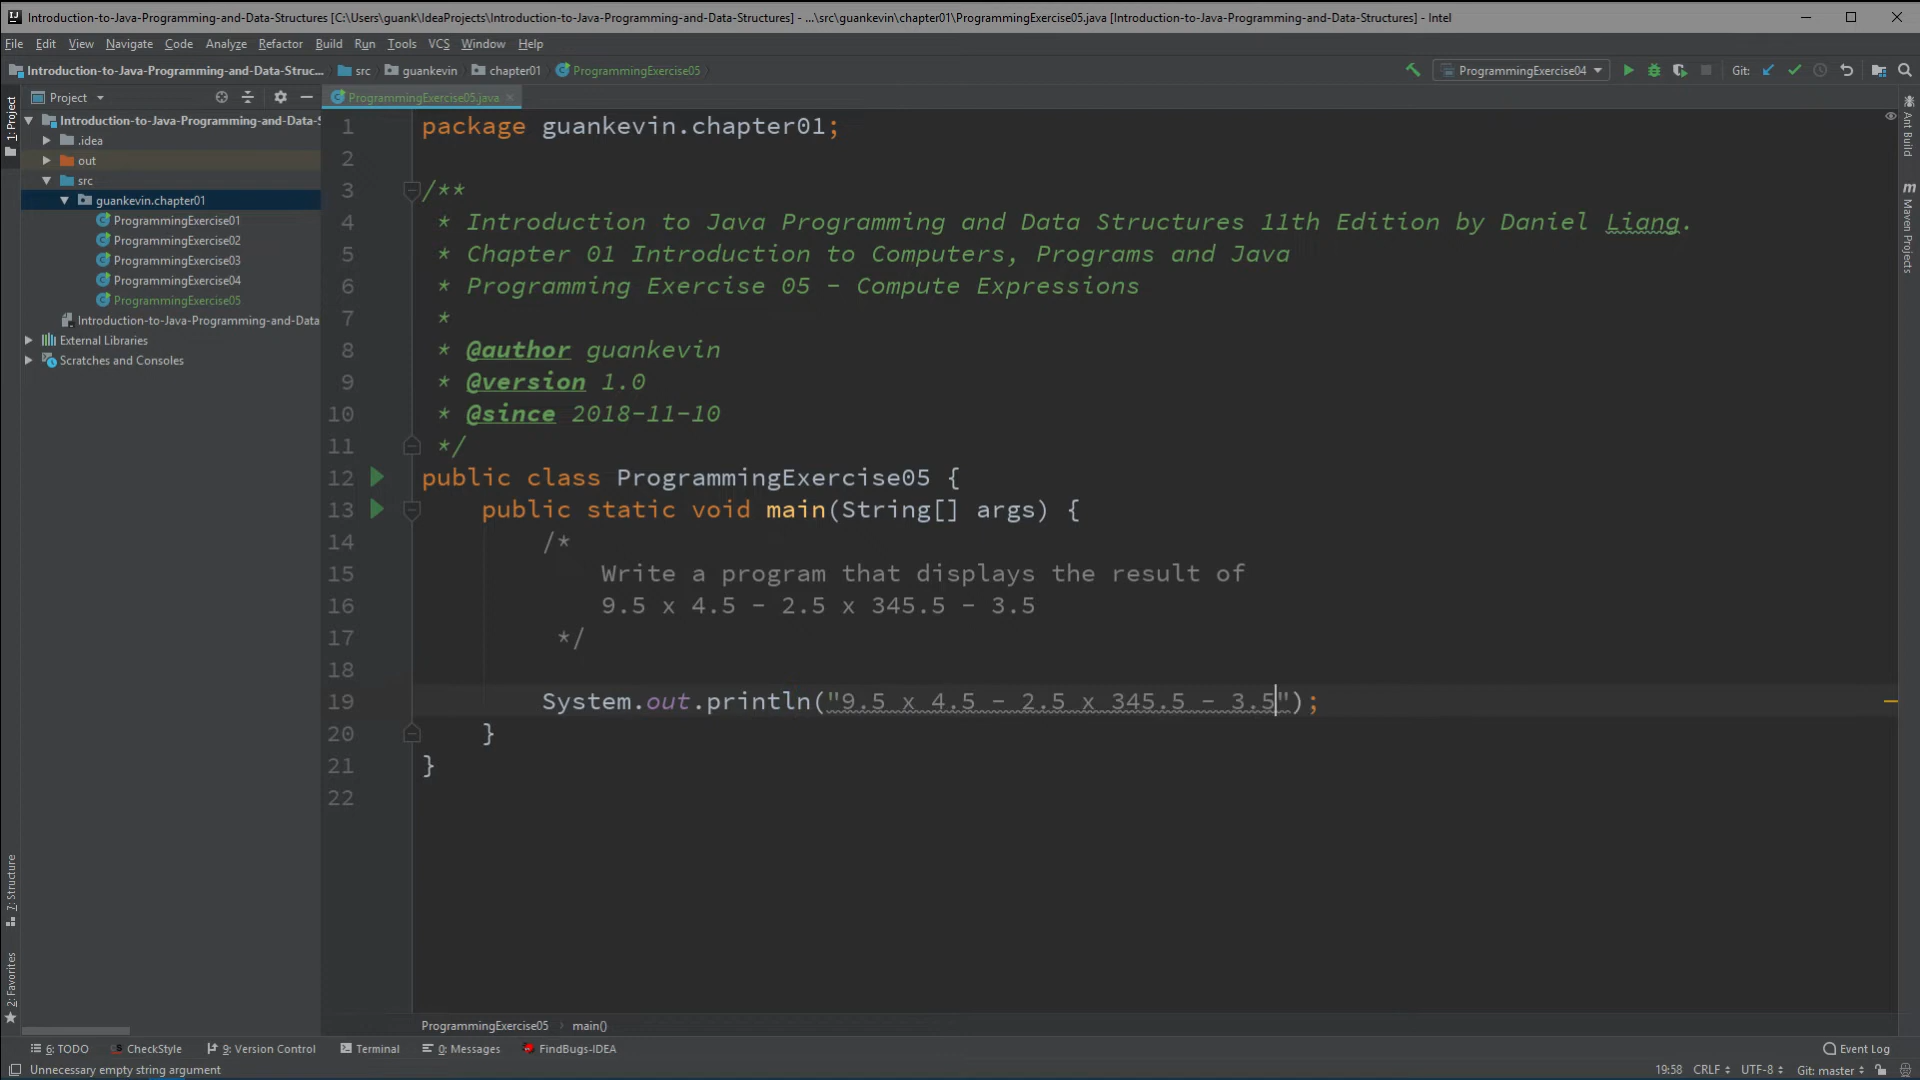 Introduction-to-Java-Programming-and-Data-Structures [C:\Users\guank\IdeaProjects\Introduction-to-Java-Programming-and-Data-Structures] - ...\src\guankevin\chapter01\ProgrammingExercise05.java [Introduction-to-Java-Programming-and-Data-Structures] - Intel
File Edit View Navigate Code Analyze Refactor Build Run Tools VCS Window Help
Introduction-to-Java-Programming-and-Data-Struc... src guankevin chapter01 ProgrammingExercise05 ProgrammingExercise04 Git:
Project ProgrammingExercise05.java
1: Project
Introduction-to-Java-Programming-and-Data-S
.idea
out
src
guankevin.chapter01
ProgrammingExercise01
ProgrammingExercise02
ProgrammingExercise03
ProgrammingExercise04
ProgrammingExercise05
Introduction-to-Java-Programming-and-Data
External Libraries
Scratches and Consoles
7: Structure
2: Favorites
1 package guankevin.chapter01;
2
3 /**
4 * Introduction to Java Programming and Data Structures 11th Edition by Daniel Liang.
5 * Chapter 01 Introduction to Computers, Programs and Java
6 * Programming Exercise 05 - Compute Expressions
7 *
8 * @author guankevin
9 * @version 1.0
10 * @since 2018-11-10
11 */
12 public class ProgrammingExercise05 {
13 public static void main(String[] args) {
14 /*
15 Write a program that displays the result of
16 9.5 x 4.5 - 2.5 x 345.5 - 3.5
17 */
18
19 System.out.println("9.5 x 4.5 - 2.5 x 345.5 - 3.5");
20 }
21 }
22
Ant Build
m Maven Projects
ProgrammingExercise05 › main()
6: TODO CheckStyle 9: Version Control Terminal 0: Messages FindBugs-IDEA Event Log
Unnecessary empty string argument 19:58 CRLF UTF-8 Git: master